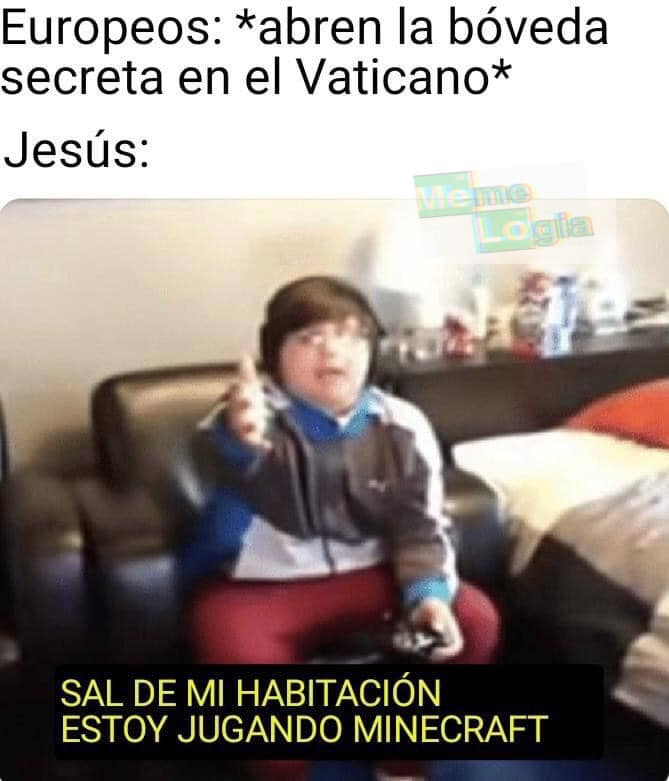 Europeos: *abren la bóveda
secreta en el Vaticano*
Jesús:
Meme
Logia
SAL DE MI HABITACIÓN
ESTOY JUGANDO MINECRAFT